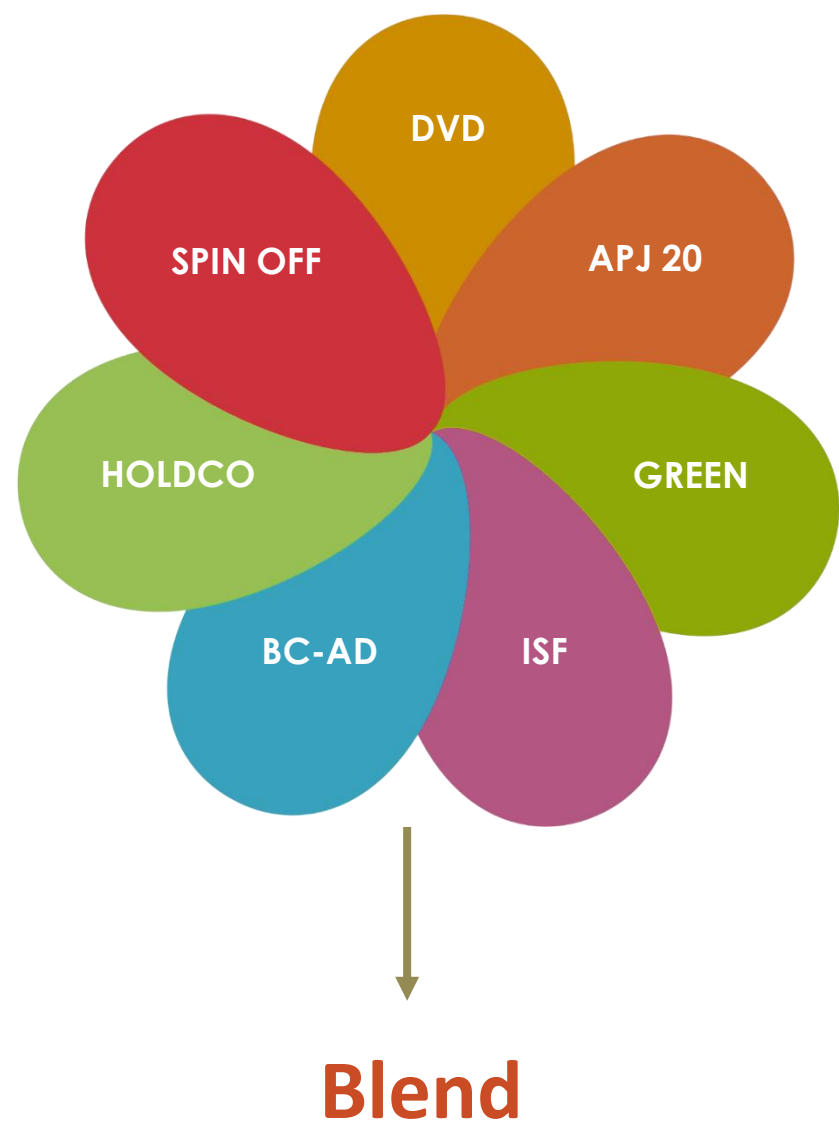 DVD
SPIN OFF
APJ 20
HOLDCO
GREEN
BC-AD
ISF
Blend